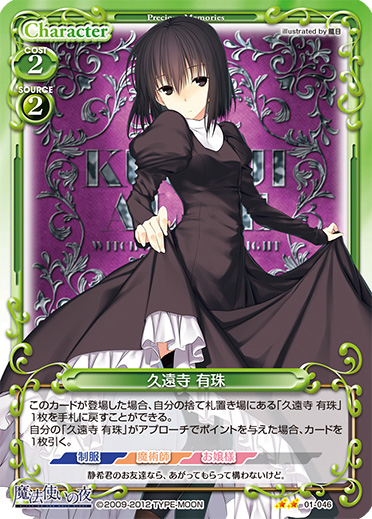 Precious Memories
Character
illustrated by 龍目
COST
2
SOURCE
2
WITCH
NIGHT
久遠寺 有珠
このカードが登場した場合、自分の捨て札置き場にある「久遠寺 有珠」
1枚を手札に戻すことができる。
自分の「久遠寺 有珠」がアプローチでポイントを与えた場合、カードを
1枚引く。
制服 魔術師 お嬢様
静希君のお友達なら、あがってもらって構わないけど。
魔法使いの夜 ©2009-2012 TYPE-MOON
01-046